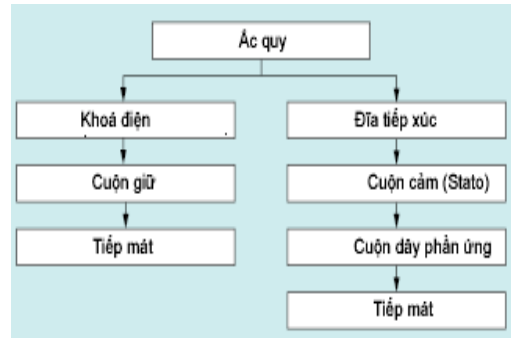 Ắc quy
Khoá điện
Đĩa tiếp xúc
Cuộn giữ
Cuộn cảm (Stato)
Tiếp mát
Cuộn dây phần ứng
Tiếp mát